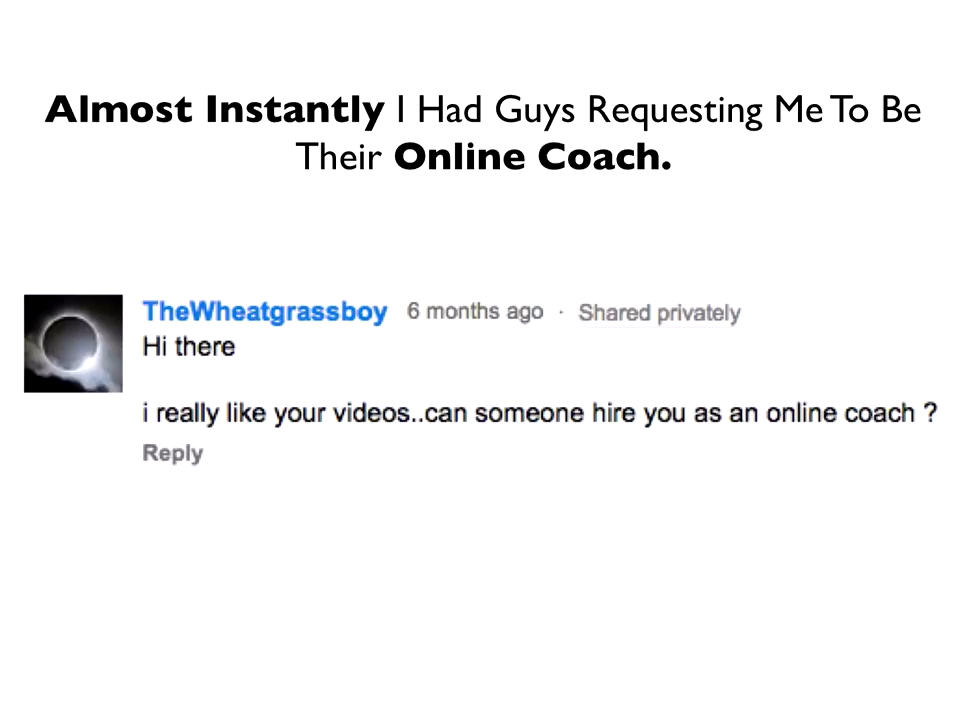 Almost Instantly I Had Guys Requesting Me To Be
Their Online Coach.
TheWheatgrassboy 6 months ago · Shared privately
Hi there
i really like your videos..can someone hire you as an online coach ?
Reply